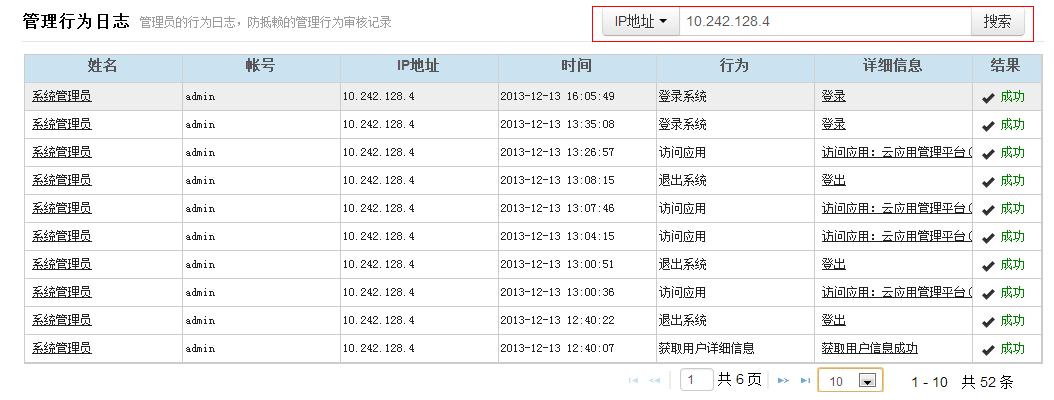 管理行为日志 管理员的行为日志，防抵赖的管理行为审核记录 IP地址 10.242.128.4 搜索
姓名 帐号 IP地址 时间 行为 详细信息 结果
系统管理员 admin 10.242.128.4 2013-12-13 16:05:49 登录系统 登录 成功
系统管理员 admin 10.242.128.4 2013-12-13 13:35:08 登录系统 登录 成功
系统管理员 admin 10.242.128.4 2013-12-13 13:26:57 访问应用 访问应用：云应用管理平台( 成功
系统管理员 admin 10.242.128.4 2013-12-13 13:08:15 退出系统 登出 成功
系统管理员 admin 10.242.128.4 2013-12-13 13:07:46 访问应用 访问应用：云应用管理平台( 成功
系统管理员 admin 10.242.128.4 2013-12-13 13:04:15 访问应用 访问应用：云应用管理平台( 成功
系统管理员 admin 10.242.128.4 2013-12-13 13:00:51 退出系统 登出 成功
系统管理员 admin 10.242.128.4 2013-12-13 13:00:36 访问应用 访问应用：云应用管理平台( 成功
系统管理员 admin 10.242.128.4 2013-12-13 12:40:22 退出系统 登出 成功
系统管理员 admin 10.242.128.4 2013-12-13 12:40:07 获取用户详细信息 获取用户信息成功 成功
1 共 6 页 10 1 - 10 共 52 条